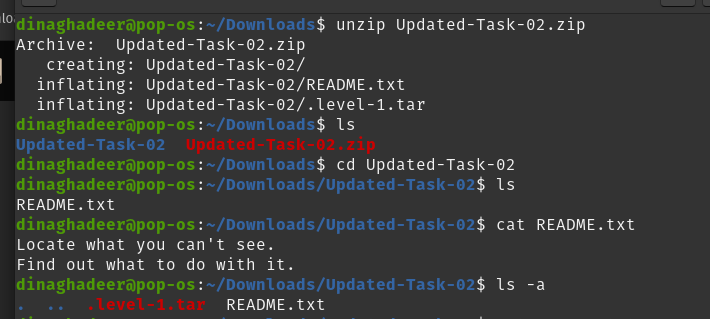 dinaghadeer@pop-os:~/Downloads$ unzip Updated-Task-02.zip
Archive:  Updated-Task-02.zip
   creating: Updated-Task-02/
  inflating: Updated-Task-02/README.txt
  inflating: Updated-Task-02/.level-1.tar
dinaghadeer@pop-os:~/Downloads$ ls
Updated-Task-02  Updated-Task-02.zip
dinaghadeer@pop-os:~/Downloads$ cd Updated-Task-02
dinaghadeer@pop-os:~/Downloads/Updated-Task-02$ ls
README.txt
dinaghadeer@pop-os:~/Downloads/Updated-Task-02$ cat README.txt
Locate what you can't see.
Find out what to do with it.
dinaghadeer@pop-os:~/Downloads/Updated-Task-02$ ls -a
.  ..  .level-1.tar  README.txt